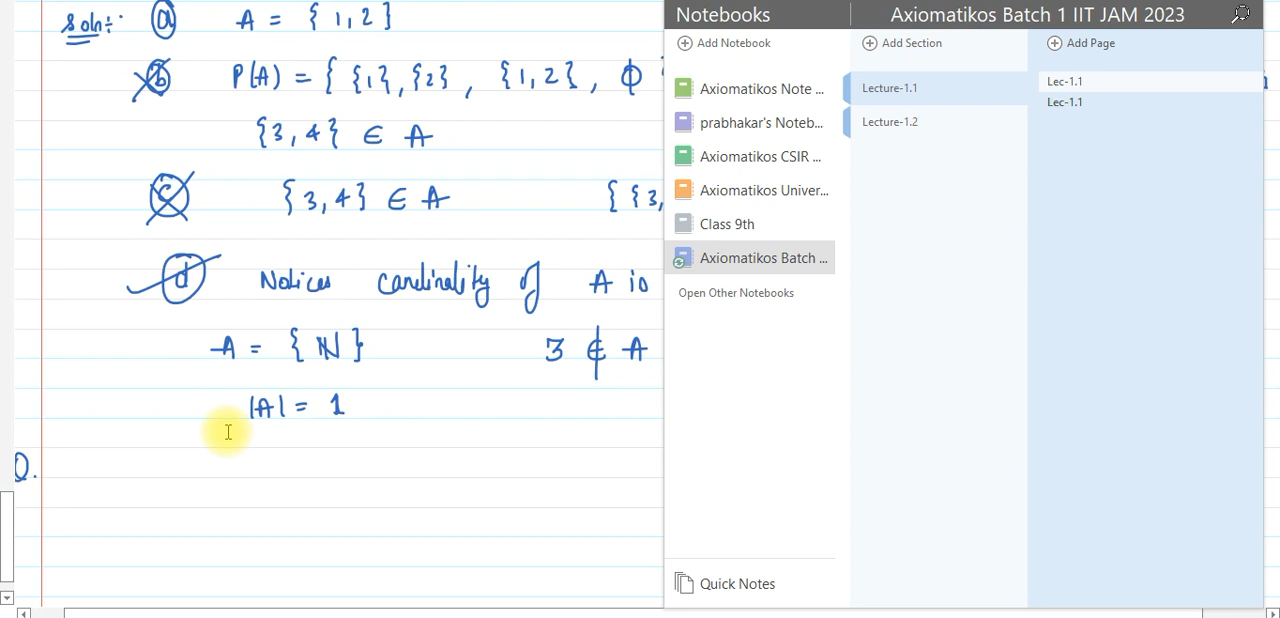 Soln:- (a) A = { 1, 2 }
(b) P(A) = { {1}, {2} , {1, 2} , ϕ
{3, 4} ∈ A
(c) {3, 4} ∈ A { {3,
(d) Notices cardinality of A is
A = { ℕ } 3 ∉ A
|A| = 1
Q.
Notebooks
Axiomatikos Batch 1 IIT JAM 2023
Add Notebook
Add Section
Add Page
Axiomatikos Note ...
prabhakar's Noteb...
Axiomatikos CSIR ...
Axiomatikos Univer...
Class 9th
Axiomatikos Batch ...
Open Other Notebooks
Lecture-1.1
Lecture-1.2
Lec-1.1
Lec-1.1
Quick Notes